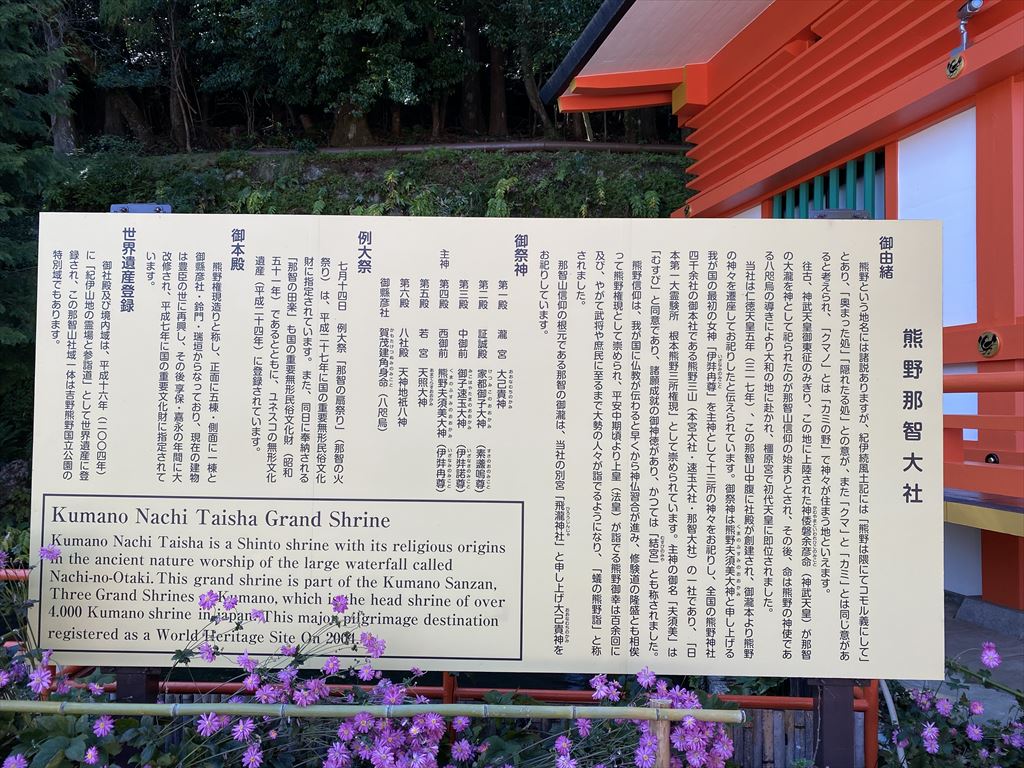 熊野那智大社
御由緒
熊野という地名には諸説ありますが、紀伊続風土記には「熊野は隈にてコモル義にして」
とあり、「奥まった処」「隠れたる処」との意が、また「クマ」と「カミ」とは同じ意があ
ると考えられ、「クマノ」とは「カミの野」で神々が住まう地といえます。
往古、神武天皇御東征のみぎり、この地に上陸された神倭磐余彦命（神武天皇）が那智
の大瀧を神として祀られたのが那智山信仰の始まりとされ、その後、命は熊野の神使であ
る八咫烏の導きにより大和の地に赴かれ、橿原宮で初代天皇に即位されました。
当社は仁徳天皇五年（三一七年）、この那智山中腹に社殿が創建され、御瀧本より熊野
の神々を遷座してお祀りしたと伝えられています。御祭神は熊野夫須美大神と申し上げる
我が国の最初の女神「伊弉冉尊」を主神として十三所の神々をお祀りし、全国の熊野神社
四千余社の御本社である熊野三山（本宮大社・速玉大社・那智大社）の一社であり、「日
本第一大霊験所　根本熊野三所権現」として崇められています。主神の御名「夫須美」は
「むすび」と同意であり、諸願成就の御神徳があり、かつては「結宮」とも称されました。
熊野信仰は、我が国に仏教が伝わると早くから神仏習合が進み、修験道の隆盛とも相俟
って熊野権現として崇められ、平安中期頃より上皇（法皇）が詣でる熊野御幸は百余回に
及び、やがて武将や庶民に至るまで大勢の人々が詣でるようになり、「蟻の熊野詣」と称
されました。
那智山信仰の根元である那智の御瀧は、当社の別宮「飛瀧神社」と申し上げ大己貴神を
お祀りしています。
御祭神
第一殿　瀧宮　大己貴神
第二殿　証誠殿　家都御子大神（素盞嗚尊）
第三殿　中御前　御子速玉大神（伊弉諾尊）
主神　第四殿　西御前　熊野夫須美大神（伊弉冉尊）
第五殿　若宮　天照大神
第六殿　八社殿　天神地祇八神
御縣彦社　賀茂建角身命（八咫烏）
例大祭
七月十四日　例大祭「那智の扇祭り」（那智の火
祭り）は、平成二十七年に国の重要無形民俗文化
財に指定されています。また、同日に奉納される
「那智の田楽」も国の重要無形民俗文化財（昭和
五十一年）であるとともに、ユネスコの無形文化
遺産（平成二十四年）に登録されています。
御本殿
熊野権現造りと称し、正面に五棟・側面に一棟と
御縣彦社・鈴門・瑞垣からなっており、現在の建物
は豊臣の世に再興し、その後享保・嘉永の年間に大
改修され、平成七年に国の重要文化財に指定されて
います。
世界遺産登録
御社殿及び境内域は、平成十六年（二〇〇四年）
に「紀伊山地の霊場と参詣道」として世界遺産に登
録され、この那智山社域一体は吉野熊野国立公園の
特別域でもあります。
Kumano Nachi Taisha Grand Shrine
Kumano Nachi Taisha is a Shinto shrine with its religious origins
in the ancient nature worship of the large waterfall called
Nachi-no-Otaki. This grand shrine is part of the Kumano Sanzan,
Three Grand Shrines of Kumano, which is the head shrine of over
4.000 Kumano shrine in japan. This major pilgrimage destination
registered as a World Heritage Site On 2004.